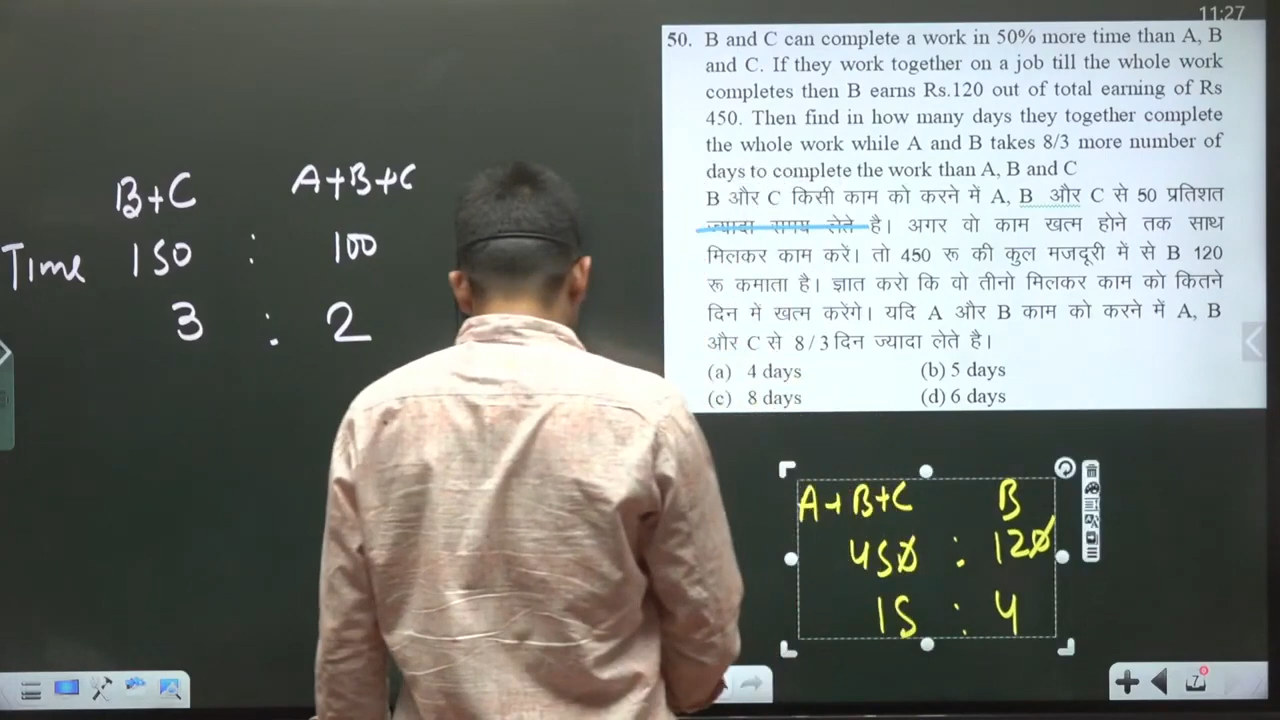 11:27
50. B and C can complete a work in 50% more time than A, B
and C. If they work together on a job till the whole work
completes then B earns Rs.120 out of total earning of Rs
450. Then find in how many days they together complete
the whole work while A and B takes 8/3 more number of
days to complete the work than A, B and C
B और C किसी काम को करने में A, B और C से 50 प्रतिशत
ज्यादा समय लेते है। अगर वो काम खत्म होने तक साथ
मिलकर काम करें। तो 450 रू की कुल मजदूरी में से B 120
रू कमाता है। ज्ञात करो कि वो तीनो मिलकर काम को कितने
दिन में खत्म करेंगे। यदि A और B काम को करने में A, B
और C से 8/3 दिन ज्यादा लेते है।
(a) 4 days (b) 5 days
(c) 8 days (d) 6 days
B+C A+B+C
Time 150 : 100
3 : 2
A+B+C B
450 : 120
15 : 4
7